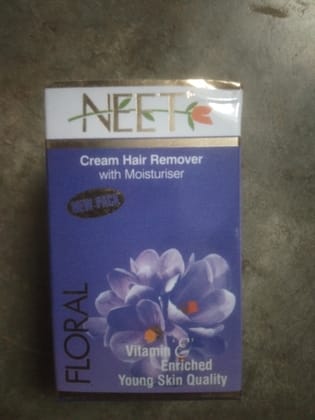 NEET
Cream Hair Remover
with Moisturiser
NEW PACK
FLORAL
Vitamin 'E'
Enriched
Young Skin Quality